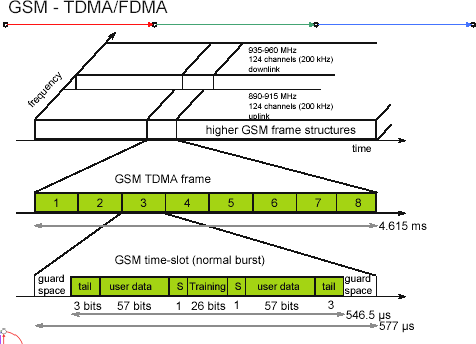 GSM - TDMA/FDMA
935-960 MHz
124 channels (200 kHz)
downlink
frequency
890-915 MHz
124 channels (200 kHz)
uplink
higher GSM frame structures
time
GSM TDMA frame
1 2 3 4 5 6 7 8
4.615 ms
GSM time-slot (normal burst)
guard space
tail user data S Training S user data tail
guard space
3 bits 57 bits 1 26 bits 1 57 bits 3
546.5 µs
577 µs